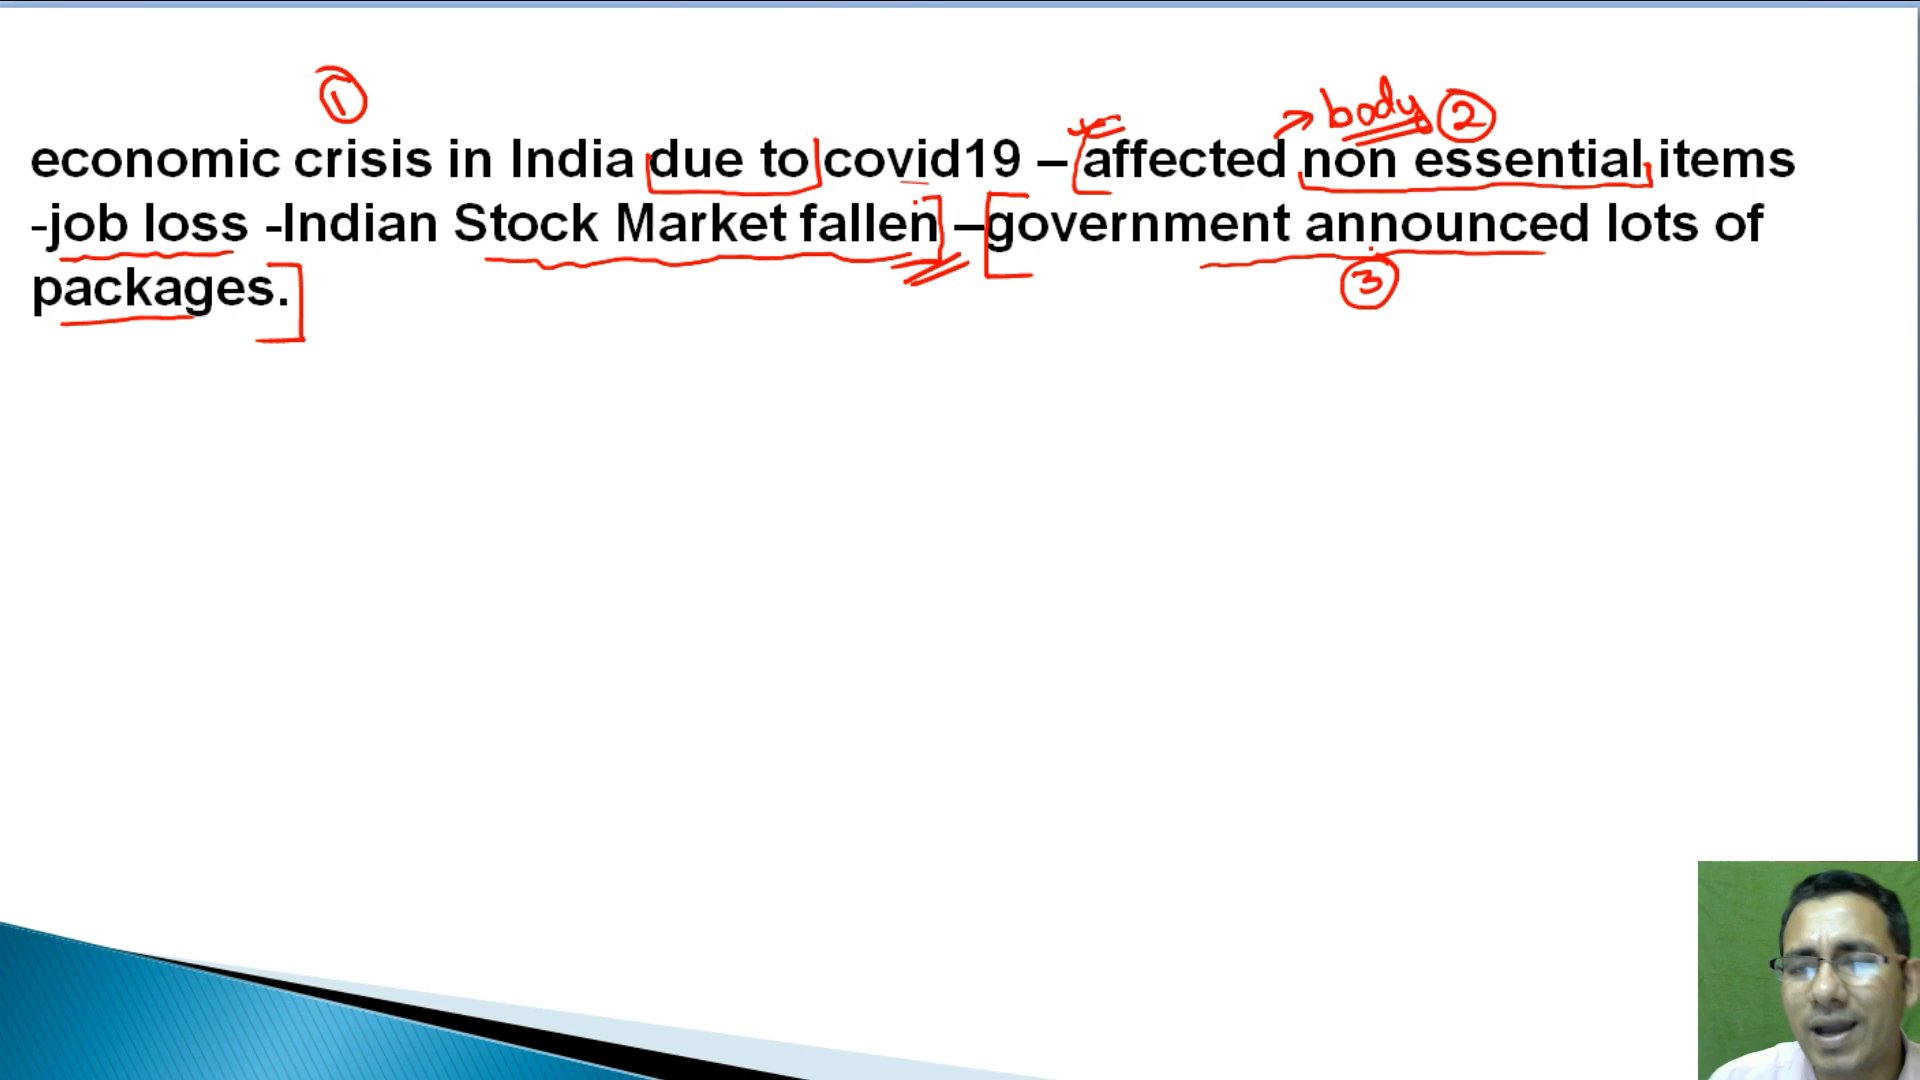 1
body 2
economic crisis in India due to covid19 – affected non essential items
-job loss -Indian Stock Market fallen –government announced lots of
3
packages.